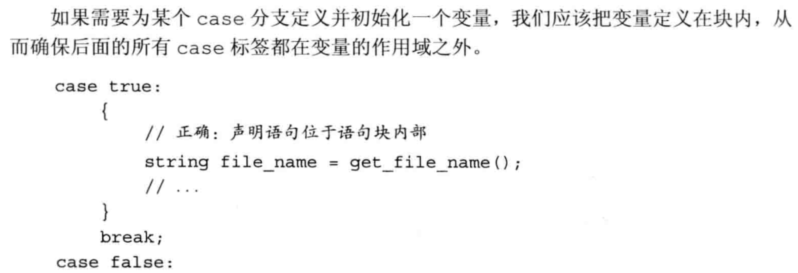 如果需要为某个 case 分支定义并初始化一个变量，我们应该把变量定义在块内，从
而确保后面的所有 case 标签都在变量的作用域之外。
case true:
{
// 正确：声明语句位于语句块内部
string file_name = get_file_name();
// ...
}
break;
case false: